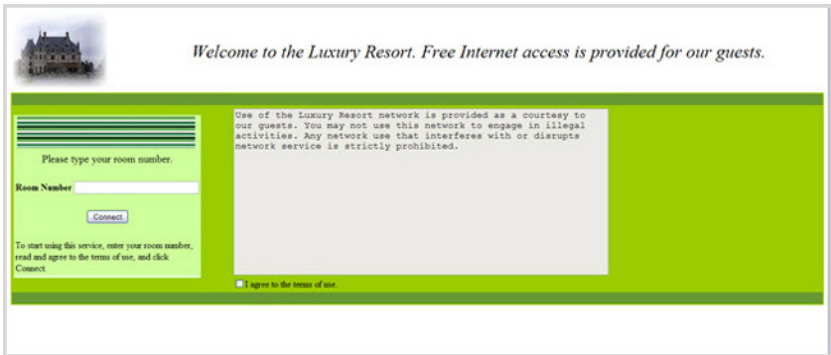 Welcome to the Luxury Resort. Free Internet access is provided for our guests.
Please type your room number.
Room Number
Connect
To start using this service, enter your room number,
read and agree to the terms of use, and click
Connect.
Use of the Luxury Resort network is provided as a courtesy to
our guests. You may not use this network to engage in illegal
activities. Any network use that interferes with or disrupts
network service is strictly prohibited.
I agree to the terms of use.